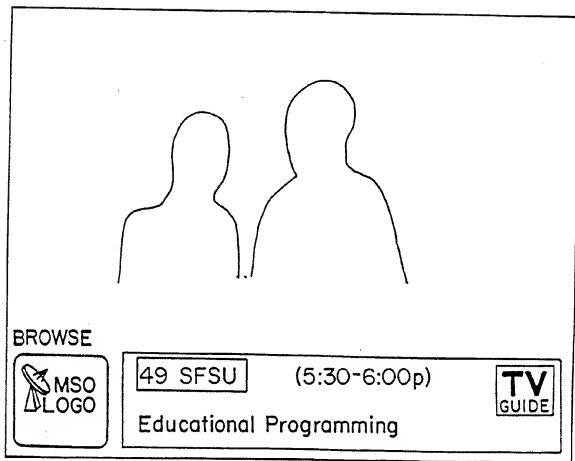 BROWSE
MSO
LOGO
49 SFSU (5:30-6:00p)
Educational Programming
TV
GUIDE